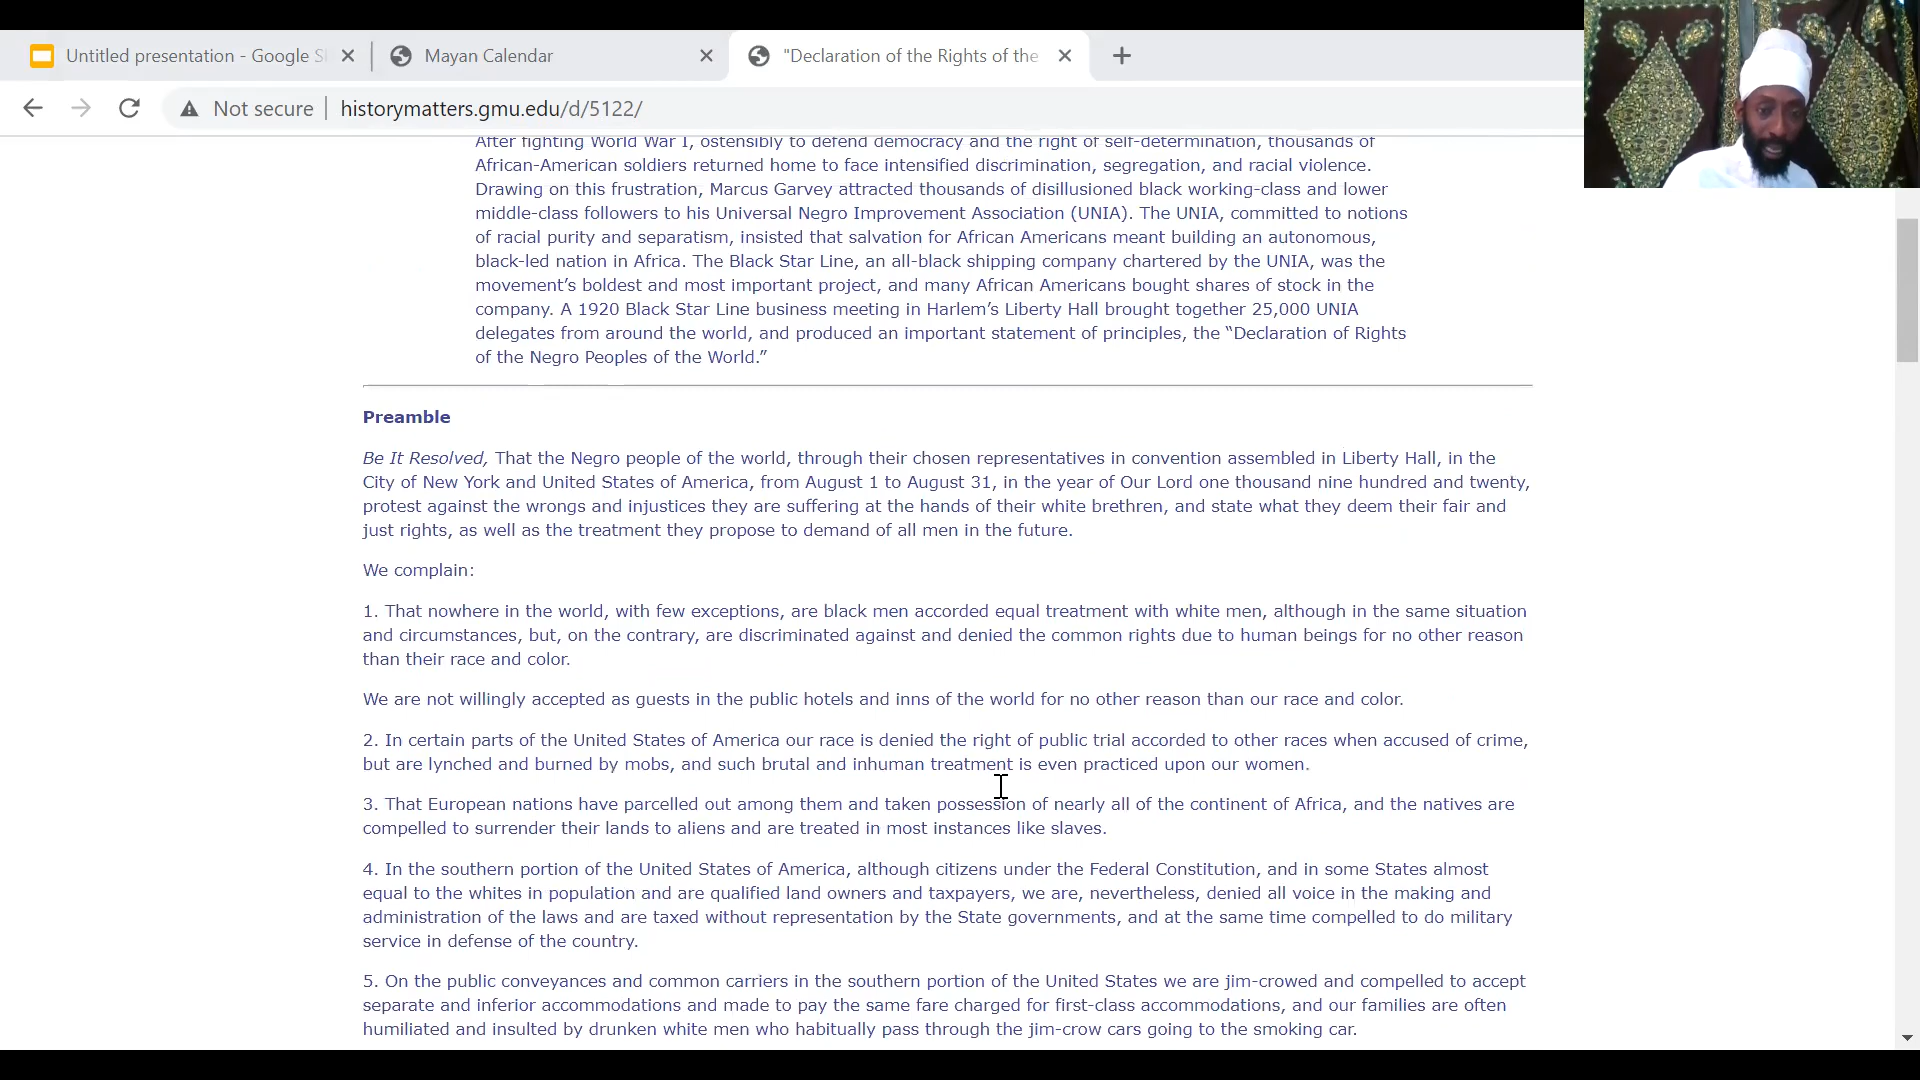 Untitled presentation - Google Sl
Mayan Calendar
"Declaration of the Rights of the
Not secure
historymatters.gmu.edu/d/5122/
After fighting World War I, ostensibly to defend democracy and the right of self-determination, thousands of
African-American soldiers returned home to face intensified discrimination, segregation, and racial violence.
Drawing on this frustration, Marcus Garvey attracted thousands of disillusioned black working-class and lower
middle-class followers to his Universal Negro Improvement Association (UNIA). The UNIA, committed to notions
of racial purity and separatism, insisted that salvation for African Americans meant building an autonomous,
black-led nation in Africa. The Black Star Line, an all-black shipping company chartered by the UNIA, was the
movement’s boldest and most important project, and many African Americans bought shares of stock in the
company. A 1920 Black Star Line business meeting in Harlem’s Liberty Hall brought together 25,000 UNIA
delegates from around the world, and produced an important statement of principles, the “Declaration of Rights
of the Negro Peoples of the World.”
Preamble
Be It Resolved, That the Negro people of the world, through their chosen representatives in convention assembled in Liberty Hall, in the
City of New York and United States of America, from August 1 to August 31, in the year of Our Lord one thousand nine hundred and twenty,
protest against the wrongs and injustices they are suffering at the hands of their white brethren, and state what they deem their fair and
just rights, as well as the treatment they propose to demand of all men in the future.
We complain:
1. That nowhere in the world, with few exceptions, are black men accorded equal treatment with white men, although in the same situation
and circumstances, but, on the contrary, are discriminated against and denied the common rights due to human beings for no other reason
than their race and color.
We are not willingly accepted as guests in the public hotels and inns of the world for no other reason than our race and color.
2. In certain parts of the United States of America our race is denied the right of public trial accorded to other races when accused of crime,
but are lynched and burned by mobs, and such brutal and inhuman treatment is even practiced upon our women.
3. That European nations have parcelled out among them and taken possession of nearly all of the continent of Africa, and the natives are
compelled to surrender their lands to aliens and are treated in most instances like slaves.
4. In the southern portion of the United States of America, although citizens under the Federal Constitution, and in some States almost
equal to the whites in population and are qualified land owners and taxpayers, we are, nevertheless, denied all voice in the making and
administration of the laws and are taxed without representation by the State governments, and at the same time compelled to do military
service in defense of the country.
5. On the public conveyances and common carriers in the southern portion of the United States we are jim-crowed and compelled to accept
separate and inferior accommodations and made to pay the same fare charged for first-class accommodations, and our families are often
humiliated and insulted by drunken white men who habitually pass through the jim-crow cars going to the smoking car.